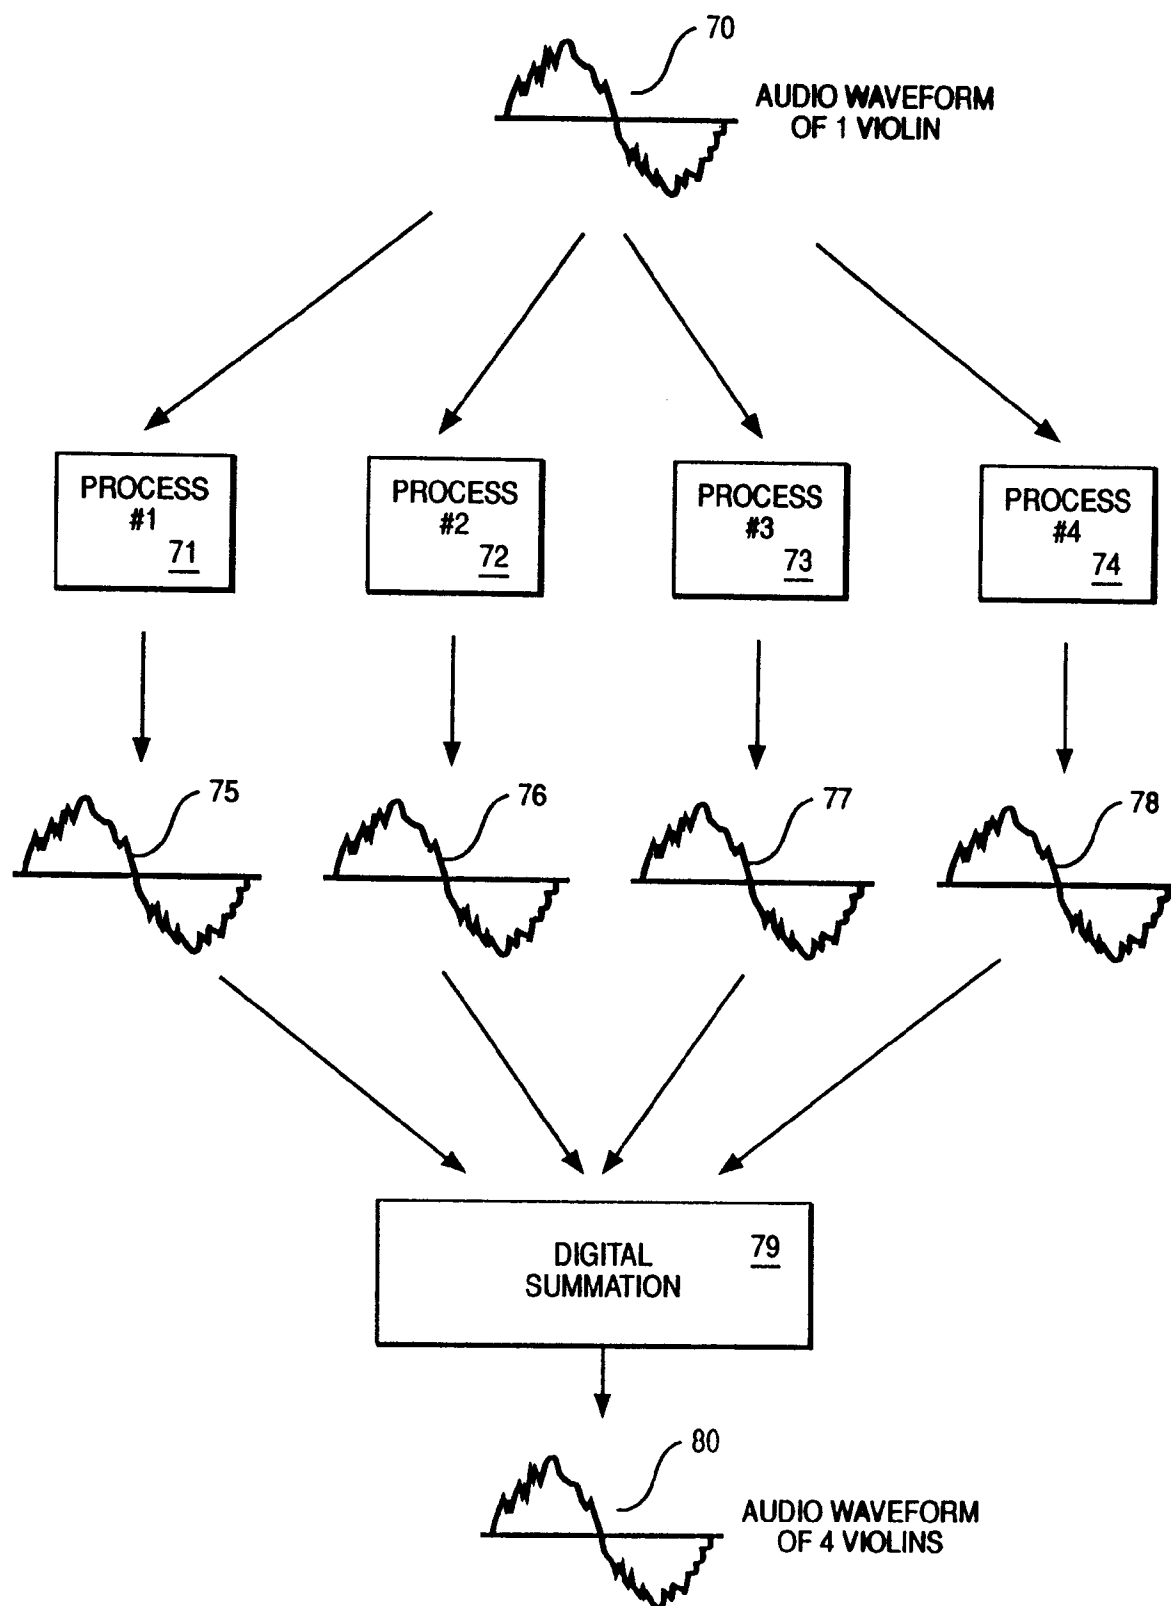 70
AUDIO WAVEFORM
OF 1 VIOLIN
PROCESS
#1
71
PROCESS
#2
72
PROCESS
#3
73
PROCESS
#4
74
75
76
77
78
DIGITAL
SUMMATION
79
80
AUDIO WAVEFORM
OF 4 VIOLINS